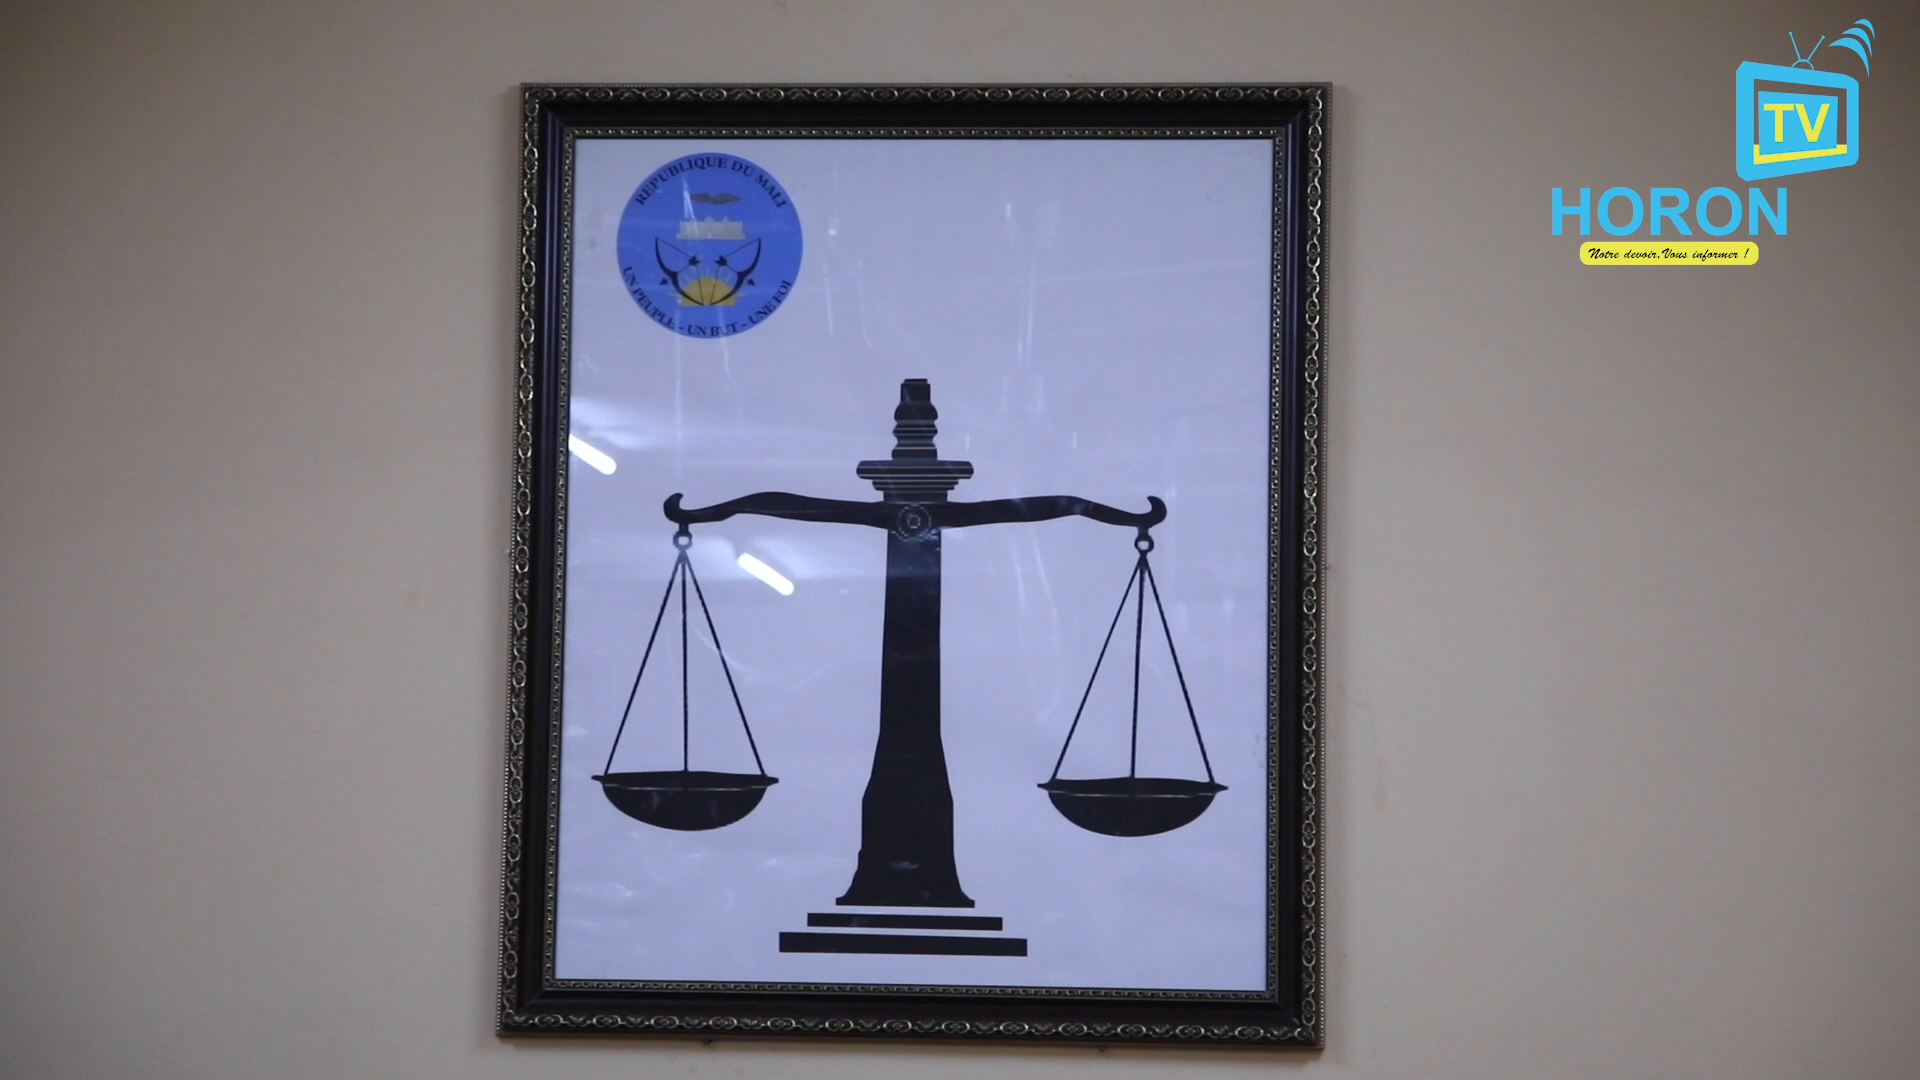 REPUBLIQUE DU MALI
UN PEUPLE - UN BUT - UNE FOI
TV
HORON
Notre devoir.Vous informer !